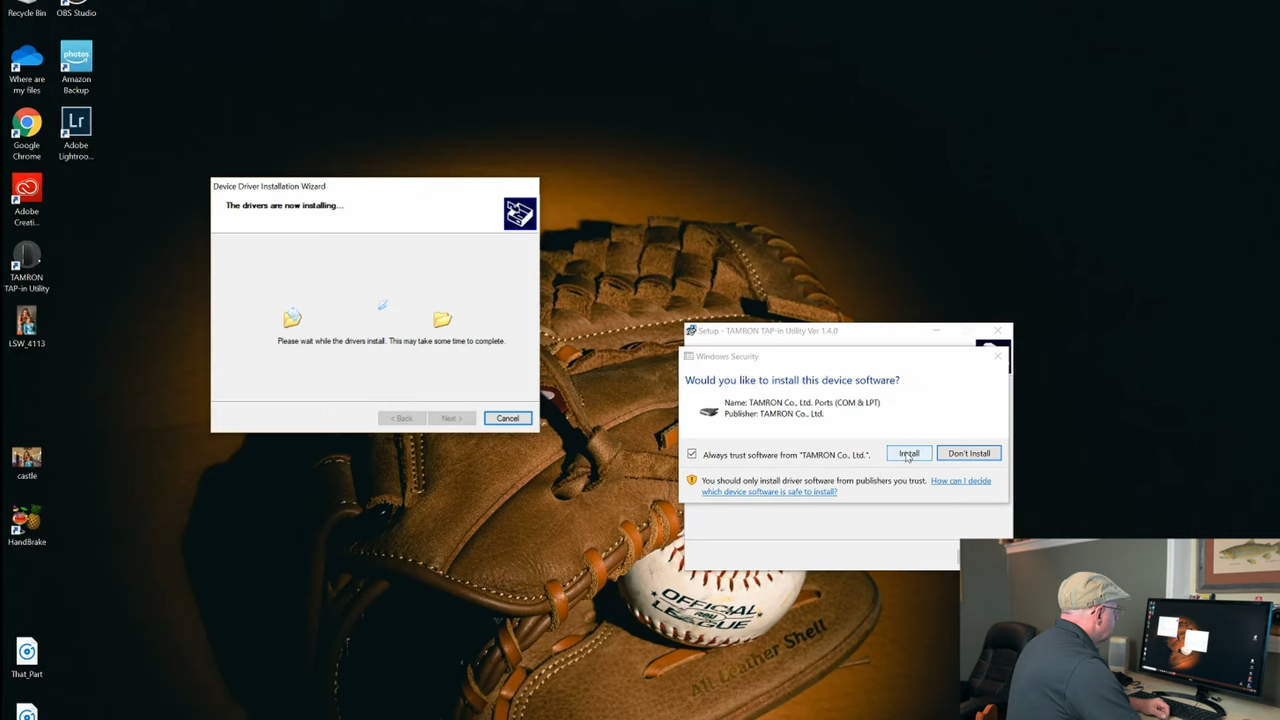 Recycle Bin
OBS Studio
Where are
my files
Amazon
Backup
photos
Google
Chrome
Lr
Adobe
Lightroo...
Adobe
Creati...
TAMRON
TAP-in Utility
LSW_4113
castle
HandBrake
That_Part
Device Driver Installation Wizard
The drivers are now installing...
Please wait while the drivers install. This may take some time to complete.
< Back
Next >
Cancel
Setup - TAMRON TAP-in Utility Ver 1.4.0
Windows Security
Would you like to install this device software?
Name: TAMRON Co., Ltd. Ports (COM & LPT)
Publisher: TAMRON Co., Ltd.
Always trust software from "TAMRON Co., Ltd.".
Install
Don't Install
You should only install driver software from publishers you trust. How can I decide
which device software is safe to install?
OFFICIAL
LEAGUE
All Leather Shell